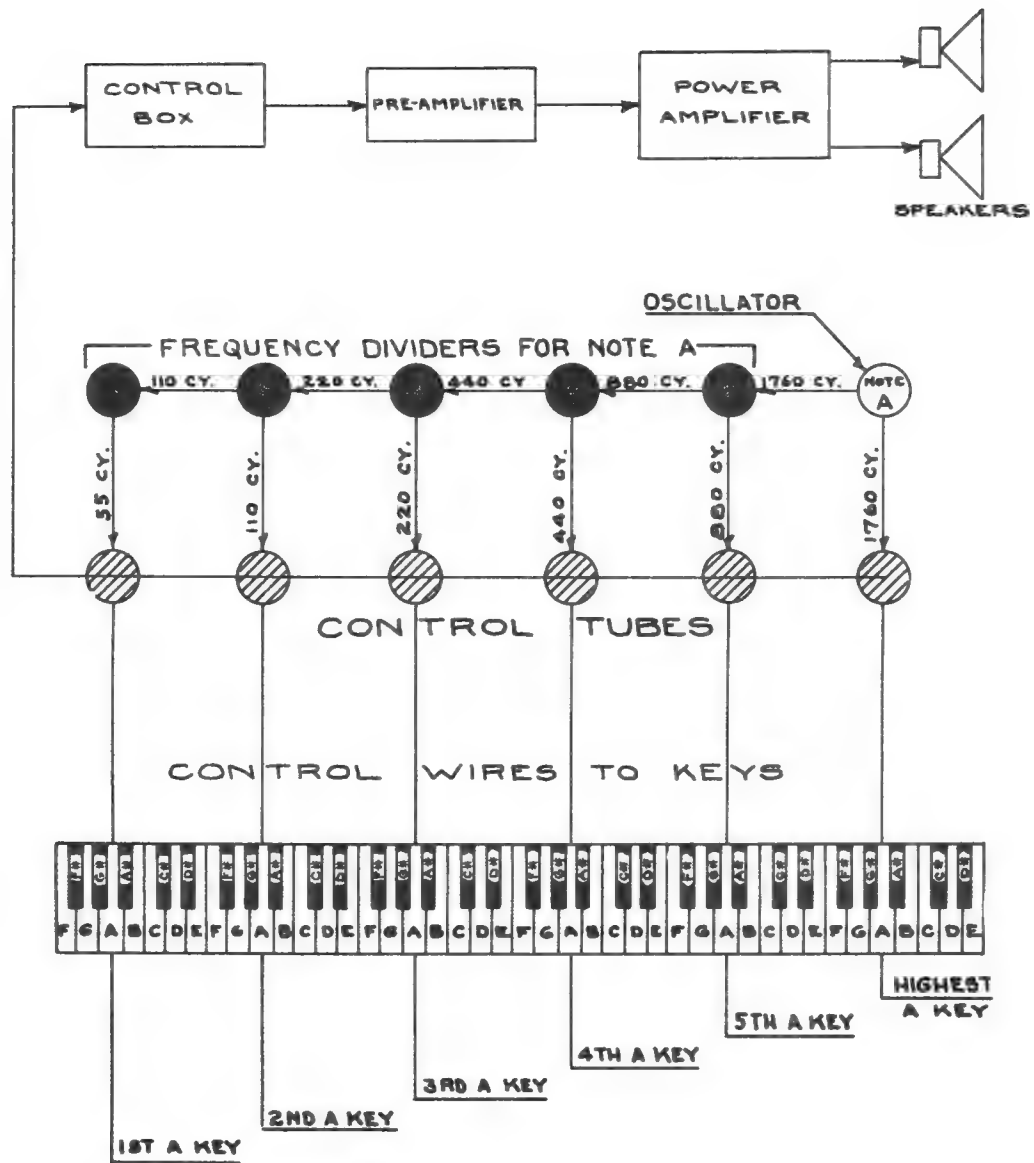 CONTROL
BOX
PRE-AMPLIFIER
POWER
AMPLIFIER
SPEAKERS
OSCILLATOR
FREQUENCY DIVIDERS FOR NOTE A
110 CY. 220 CY. 440 CY 880 CY. 1760 CY.
NOTE
A
55 CY. 110 CY. 220 CY. 440 CY. 880 CY. 1760 CY.
CONTROL TUBES
CONTROL WIRES TO KEYS
F# G# A# C# D# F# G# A# C# D# F# G# A# C# D# F# G# A# C# D# F# G# A# C# D# F# G# A# C# D#
F G A B C D E F G A B C D E F G A B C D E F G A B C D E F G A B C D E F G A B C D E
HIGHEST
A KEY
5TH A KEY
4TH A KEY
3RD A KEY
2ND A KEY
1ST A KEY